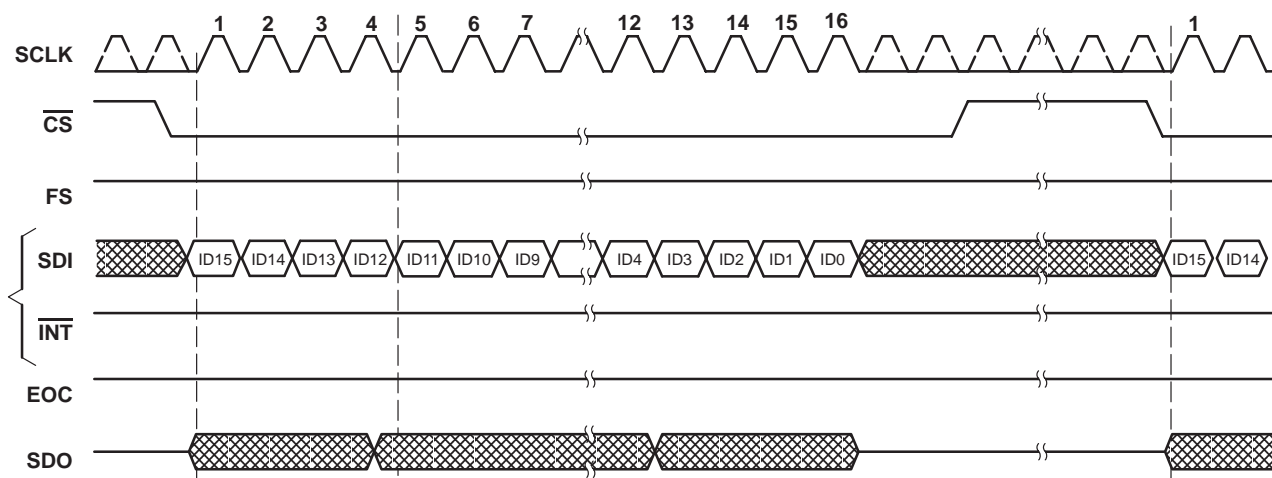 1 2 3 4 5 6 7 12 13 14 15 16 1
SCLK
CS
FS
SDI ID15 ID14 ID13 ID12 ID11 ID10 ID9 ID4 ID3 ID2 ID1 ID0 ID15 ID14
INT
EOC
SDO